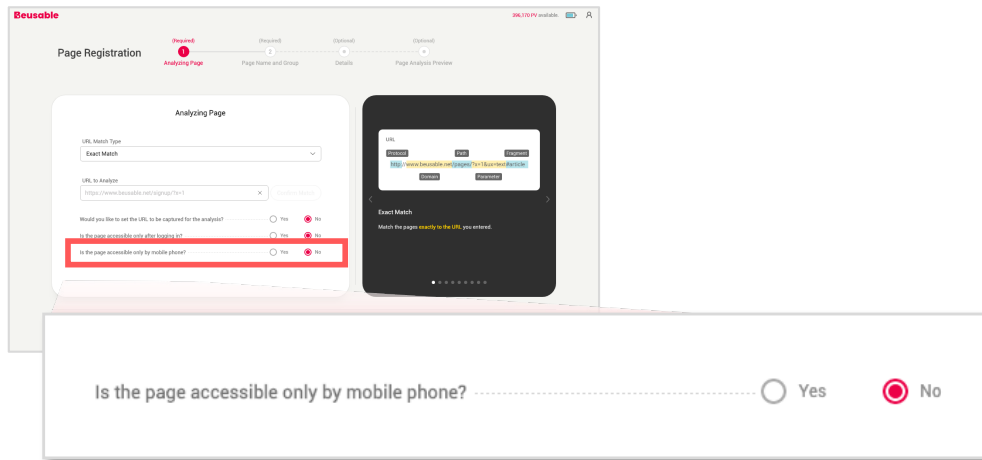 Beusable
396,170 PV available
Page Registration
(Required)
(Required)
(Optional)
(Optional)
1
2
Analyzing Page
Page Name and Group
Details
Page Analysis Preview
Analyzing Page
URL Match Type
Exact Match
URL to Analyze
https://www.beusable.net/signup/?x=1
Would you like to set the URL to be captured for the analysis?
Yes
No
Is the page accessible only after logging in?
Yes
No
Is the page accessible only by mobile phone?
Yes
No
URL
Protocol
Path
Fragment
http://www.beusable.net/pages/?x=1&ux=text#article
Domain
Parameter
Exact Match
Match the pages exactly to the URL you entered.
Is the page accessible only by mobile phone?
Yes
No